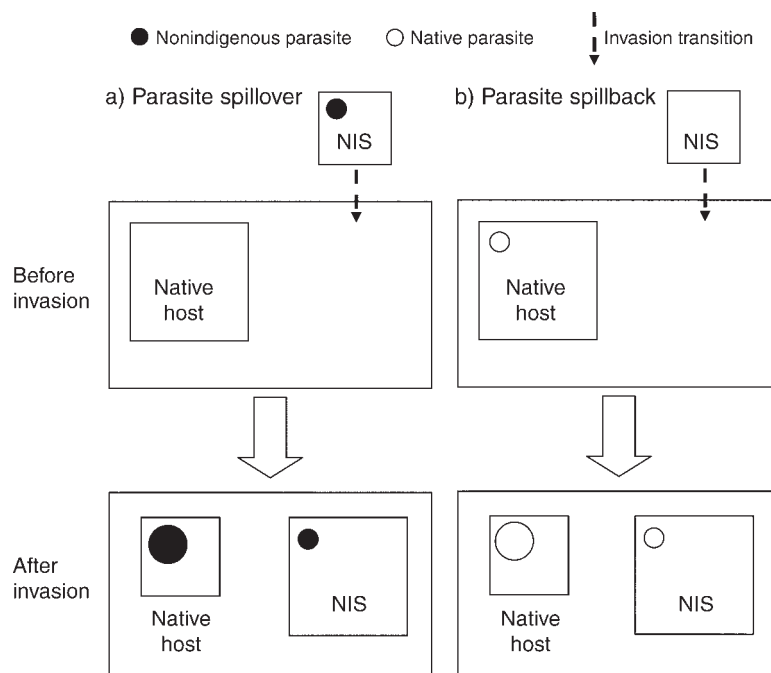 Nonindigenous parasite
Native parasite
Invasion transition
a) Parasite spillover
b) Parasite spillback
NIS
NIS
Before
invasion
Native
host
Native
host
After
invasion
Native
host
NIS
Native
host
NIS